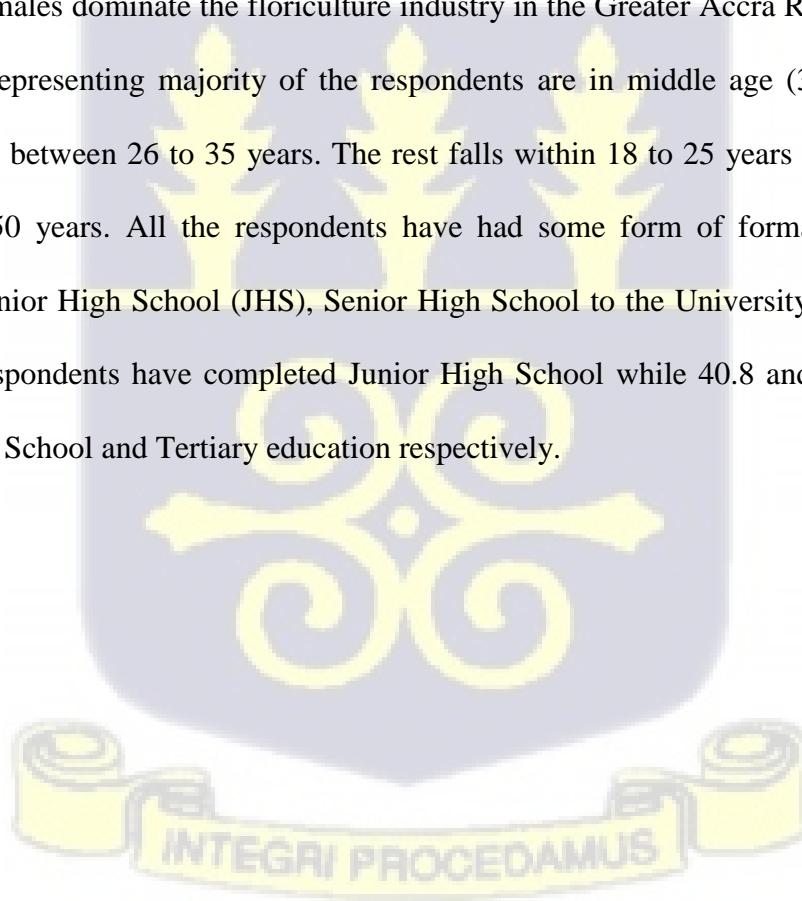 males dominate the floriculture industry in the Greater Accra R
epresenting majority of the respondents are in middle age (3
between 26 to 35 years. The rest falls within 18 to 25 years
50 years. All the respondents have had some form of forma
nior High School (JHS), Senior High School to the University
spondents have completed Junior High School while 40.8 and
School and Tertiary education respectively.
INTEGRI PROCEDAMUS